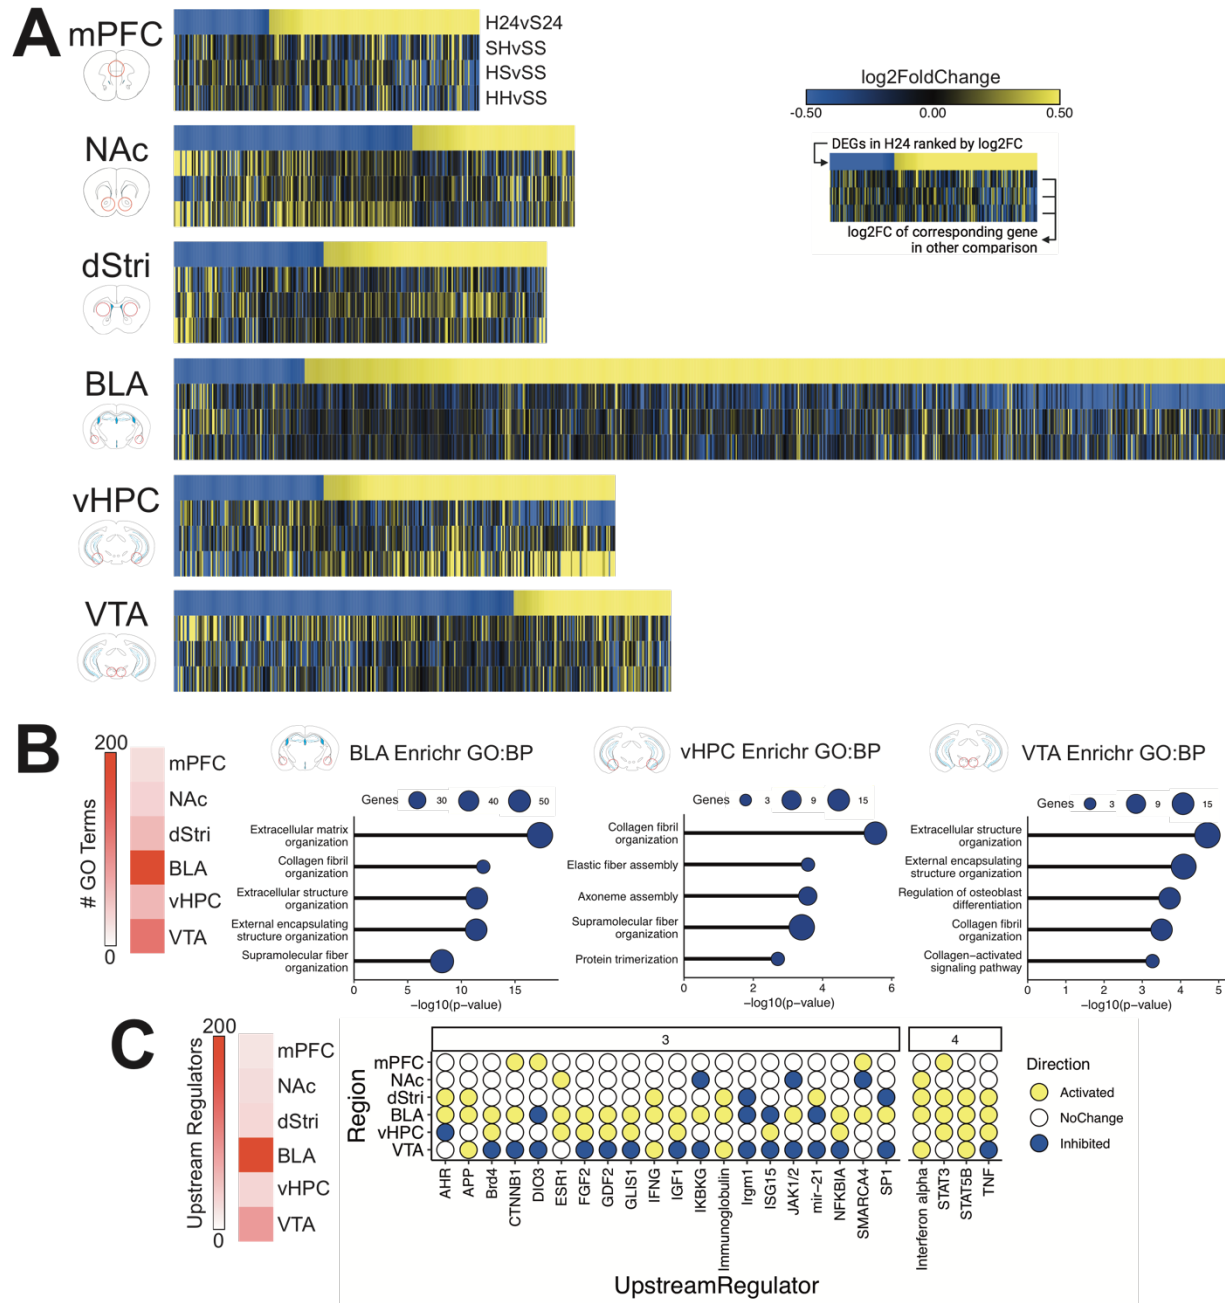 A
mPFC
H24vS24
SHvSS
HSvSS
HHvSS
log2FoldChange
-0.50
0.00
0.50
DEGs in H24 ranked by log2FC
log2FC of corresponding gene
in other comparison
NAc
dStri
BLA
vHPC
VTA
B
200
# GO Terms
0
mPFC
NAc
dStri
BLA
vHPC
VTA
BLA Enrichr GO:BP
Genes 30 40 50
Extracellular matrix
organization
Collagen fibril
organization
Extracellular structure
organization
External encapsulating
structure organization
Supramolecular fiber
organization
0 5 10 15
−log10(p−value)
vHPC Enrichr GO:BP
Genes 3 9 15
Collagen fibril
organization
Elastic fiber assembly
Axoneme assembly
Supramolecular fiber
organization
Protein trimerization
0 2 4 6
−log10(p−value)
VTA Enrichr GO:BP
Genes 3 9 15
Extracellular structure
organization
External encapsulating
structure organization
Regulation of osteoblast
differentiation
Collagen fibril
organization
Collagen−activated
signaling pathway
0 1 2 3 4 5
−log10(p−value)
C
200
Upstream Regulators
0
mPFC
NAc
dStri
BLA
vHPC
VTA
3
4
Region
mPFC
NAc
dStri
BLA
vHPC
VTA
AHR
APP
Brd4
CTNNB1
DIO3
ESR1
FGF2
GDF2
GLIS1
IFNG
IGF1
IKBKG
Immunoglobulin
Irgm1
ISG15
JAK1/2
mir−21
NFKBIA
SMARCA4
SP1
Interferon alpha
STAT3
STAT5B
TNF
UpstreamRegulator
Direction
Activated
NoChange
Inhibited